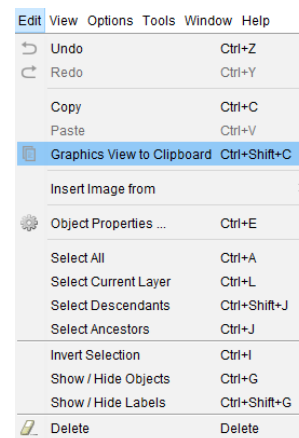 Edit View Options Tools Window Help
Undo Ctrl+Z
Redo Ctrl+Y
Copy Ctrl+C
Paste Ctrl+V
Graphics View to Clipboard Ctrl+Shift+C
Insert Image from
Object Properties ... Ctrl+E
Select All Ctrl+A
Select Current Layer Ctrl+L
Select Descendants Ctrl+Shift+J
Select Ancestors Ctrl+J
Invert Selection Ctrl+I
Show / Hide Objects Ctrl+G
Show / Hide Labels Ctrl+Shift+G
Delete Delete